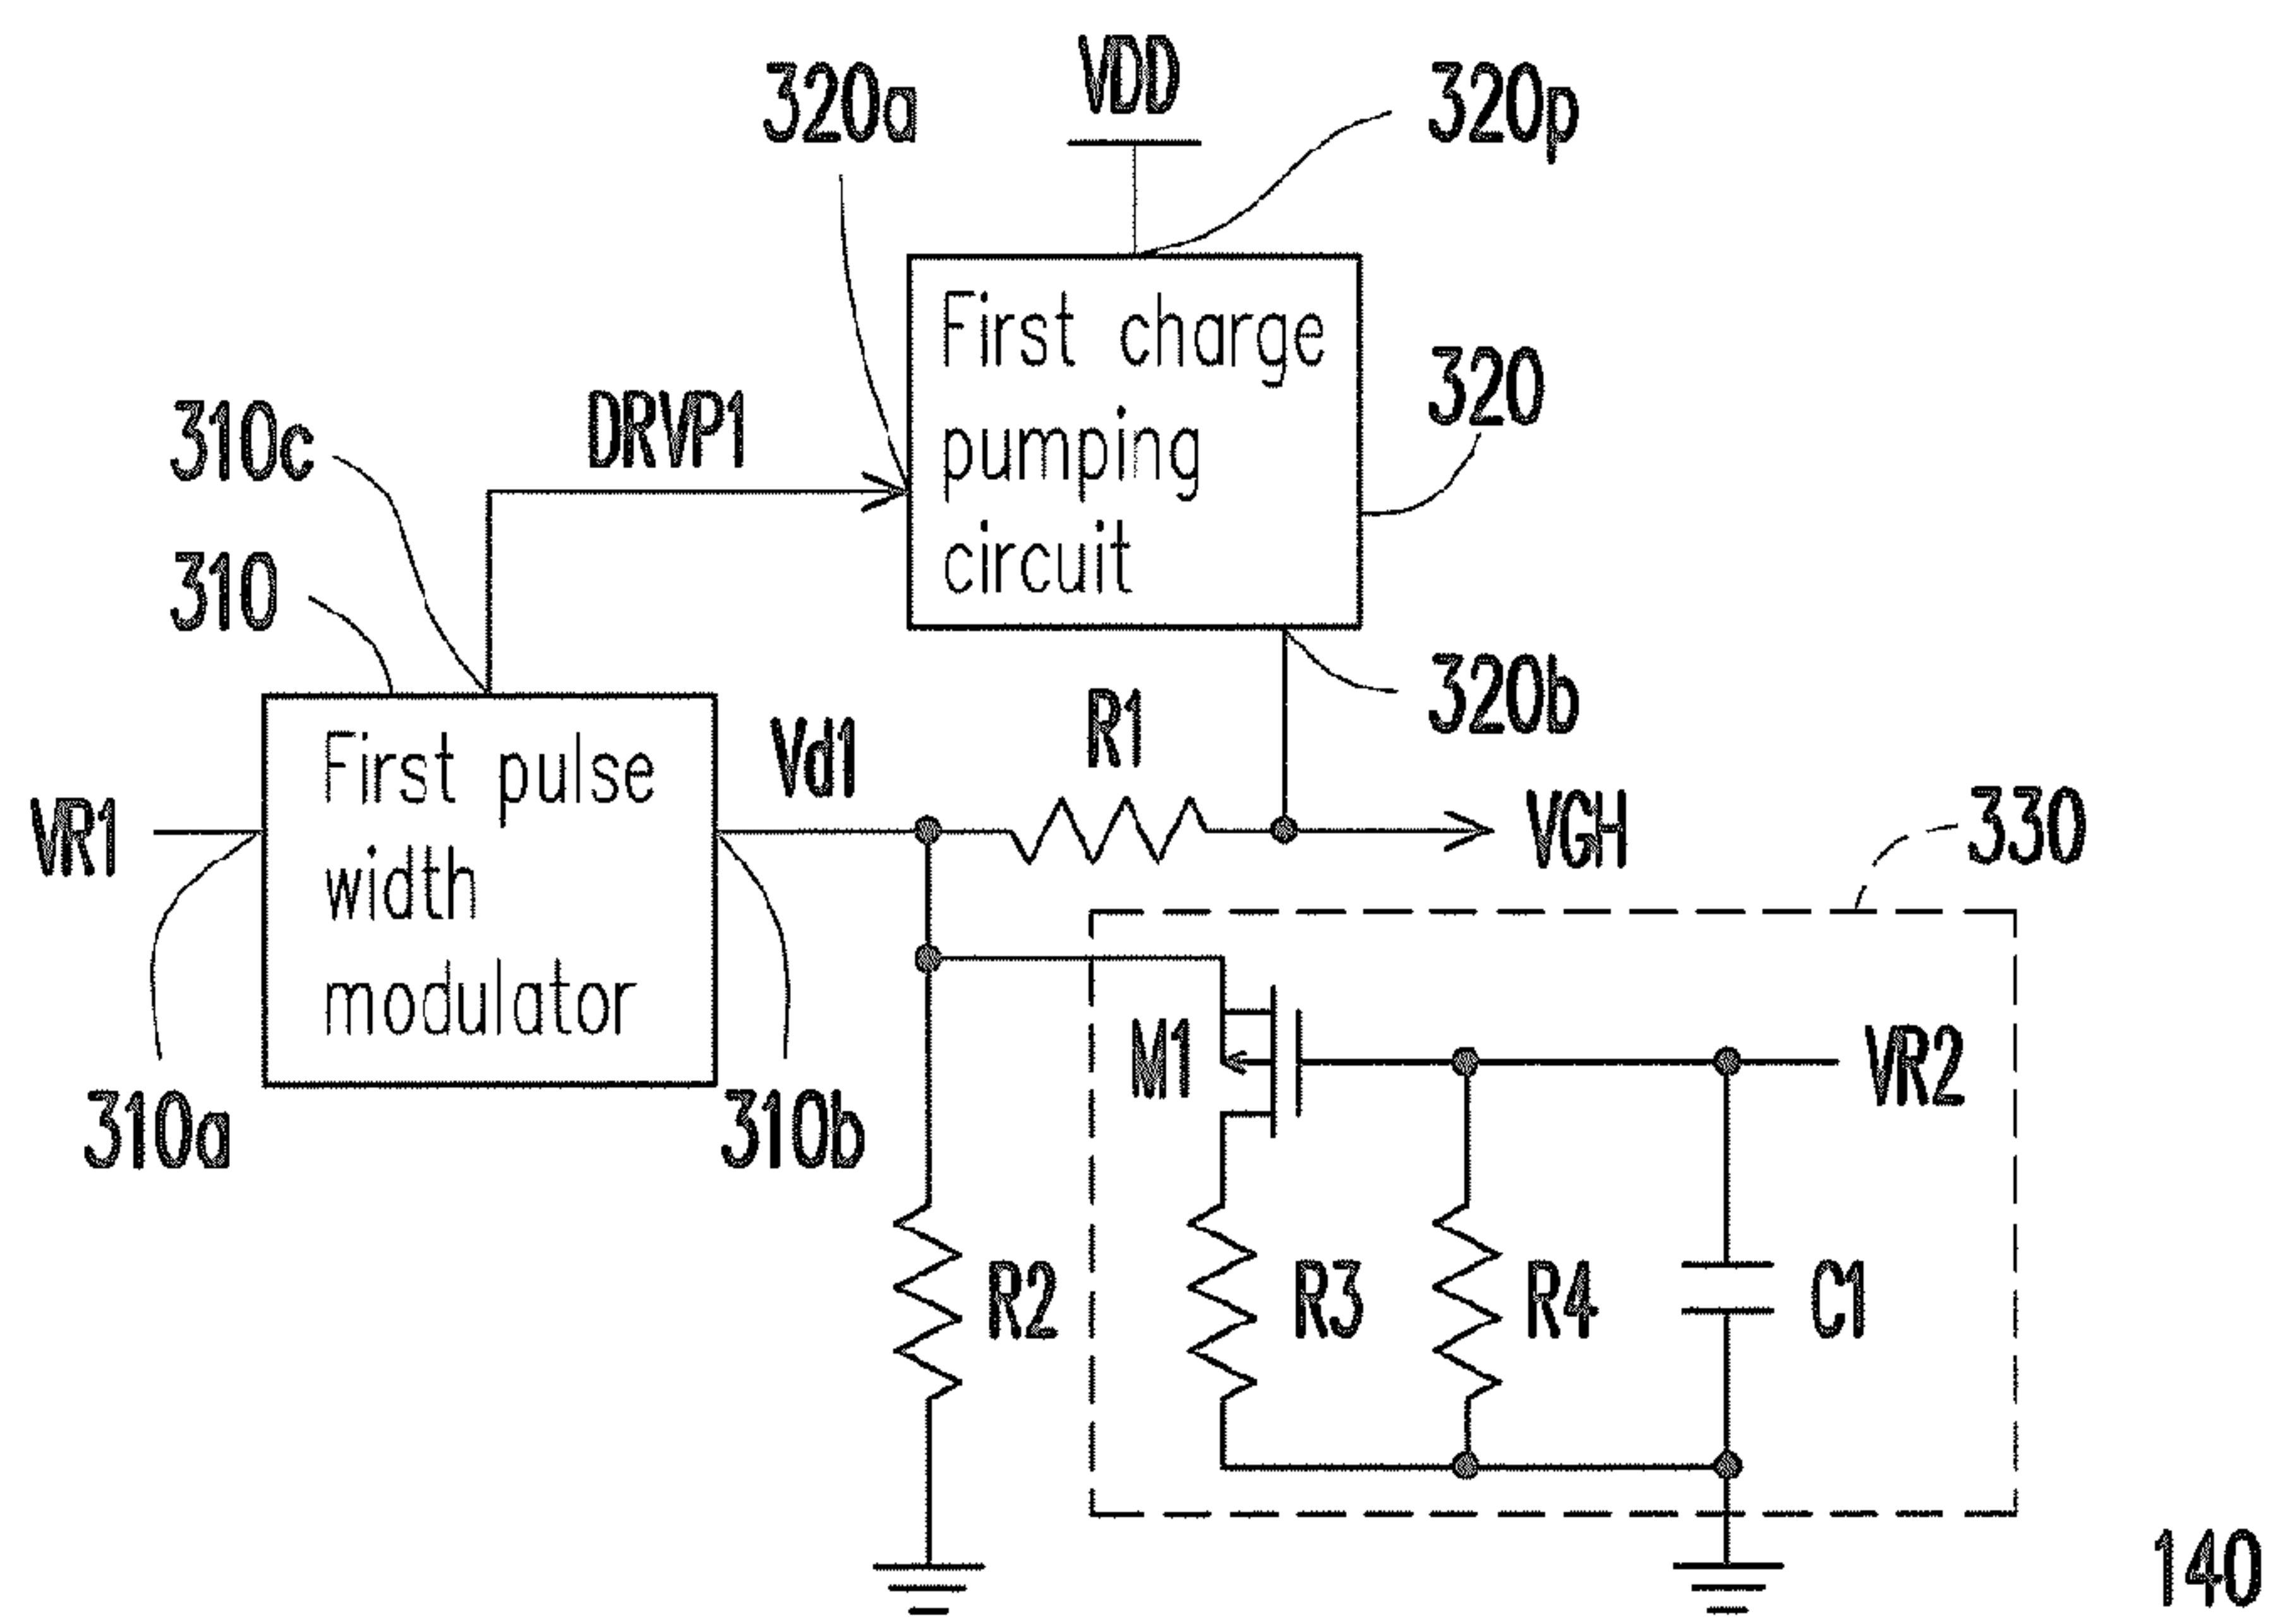 VDD
320a
320p
First charge
pumping
circuit
320
DRVP1
310c
310
320b
R1
Vd1
First pulse
width
modulator
VR1
VGH
330
M1
VR2
310a
310b
R2
R3
R4
C1
140